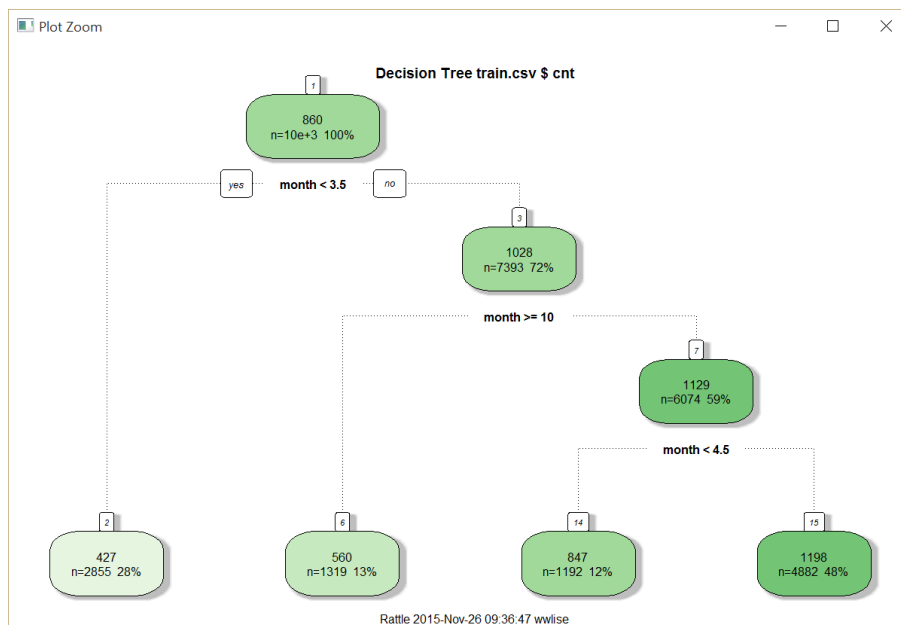 Plot Zoom
Decision Tree train.csv $ cnt
1
860
n=10e+3 100%
yes
month < 3.5
no
3
1028
n=7393 72%
month >= 10
7
1129
n=6074 59%
month < 4.5
2
6
14
15
427
n=2855 28%
560
n=1319 13%
847
n=1192 12%
1198
n=4882 48%
Rattle 2015-Nov-26 09:36:47 wwlise